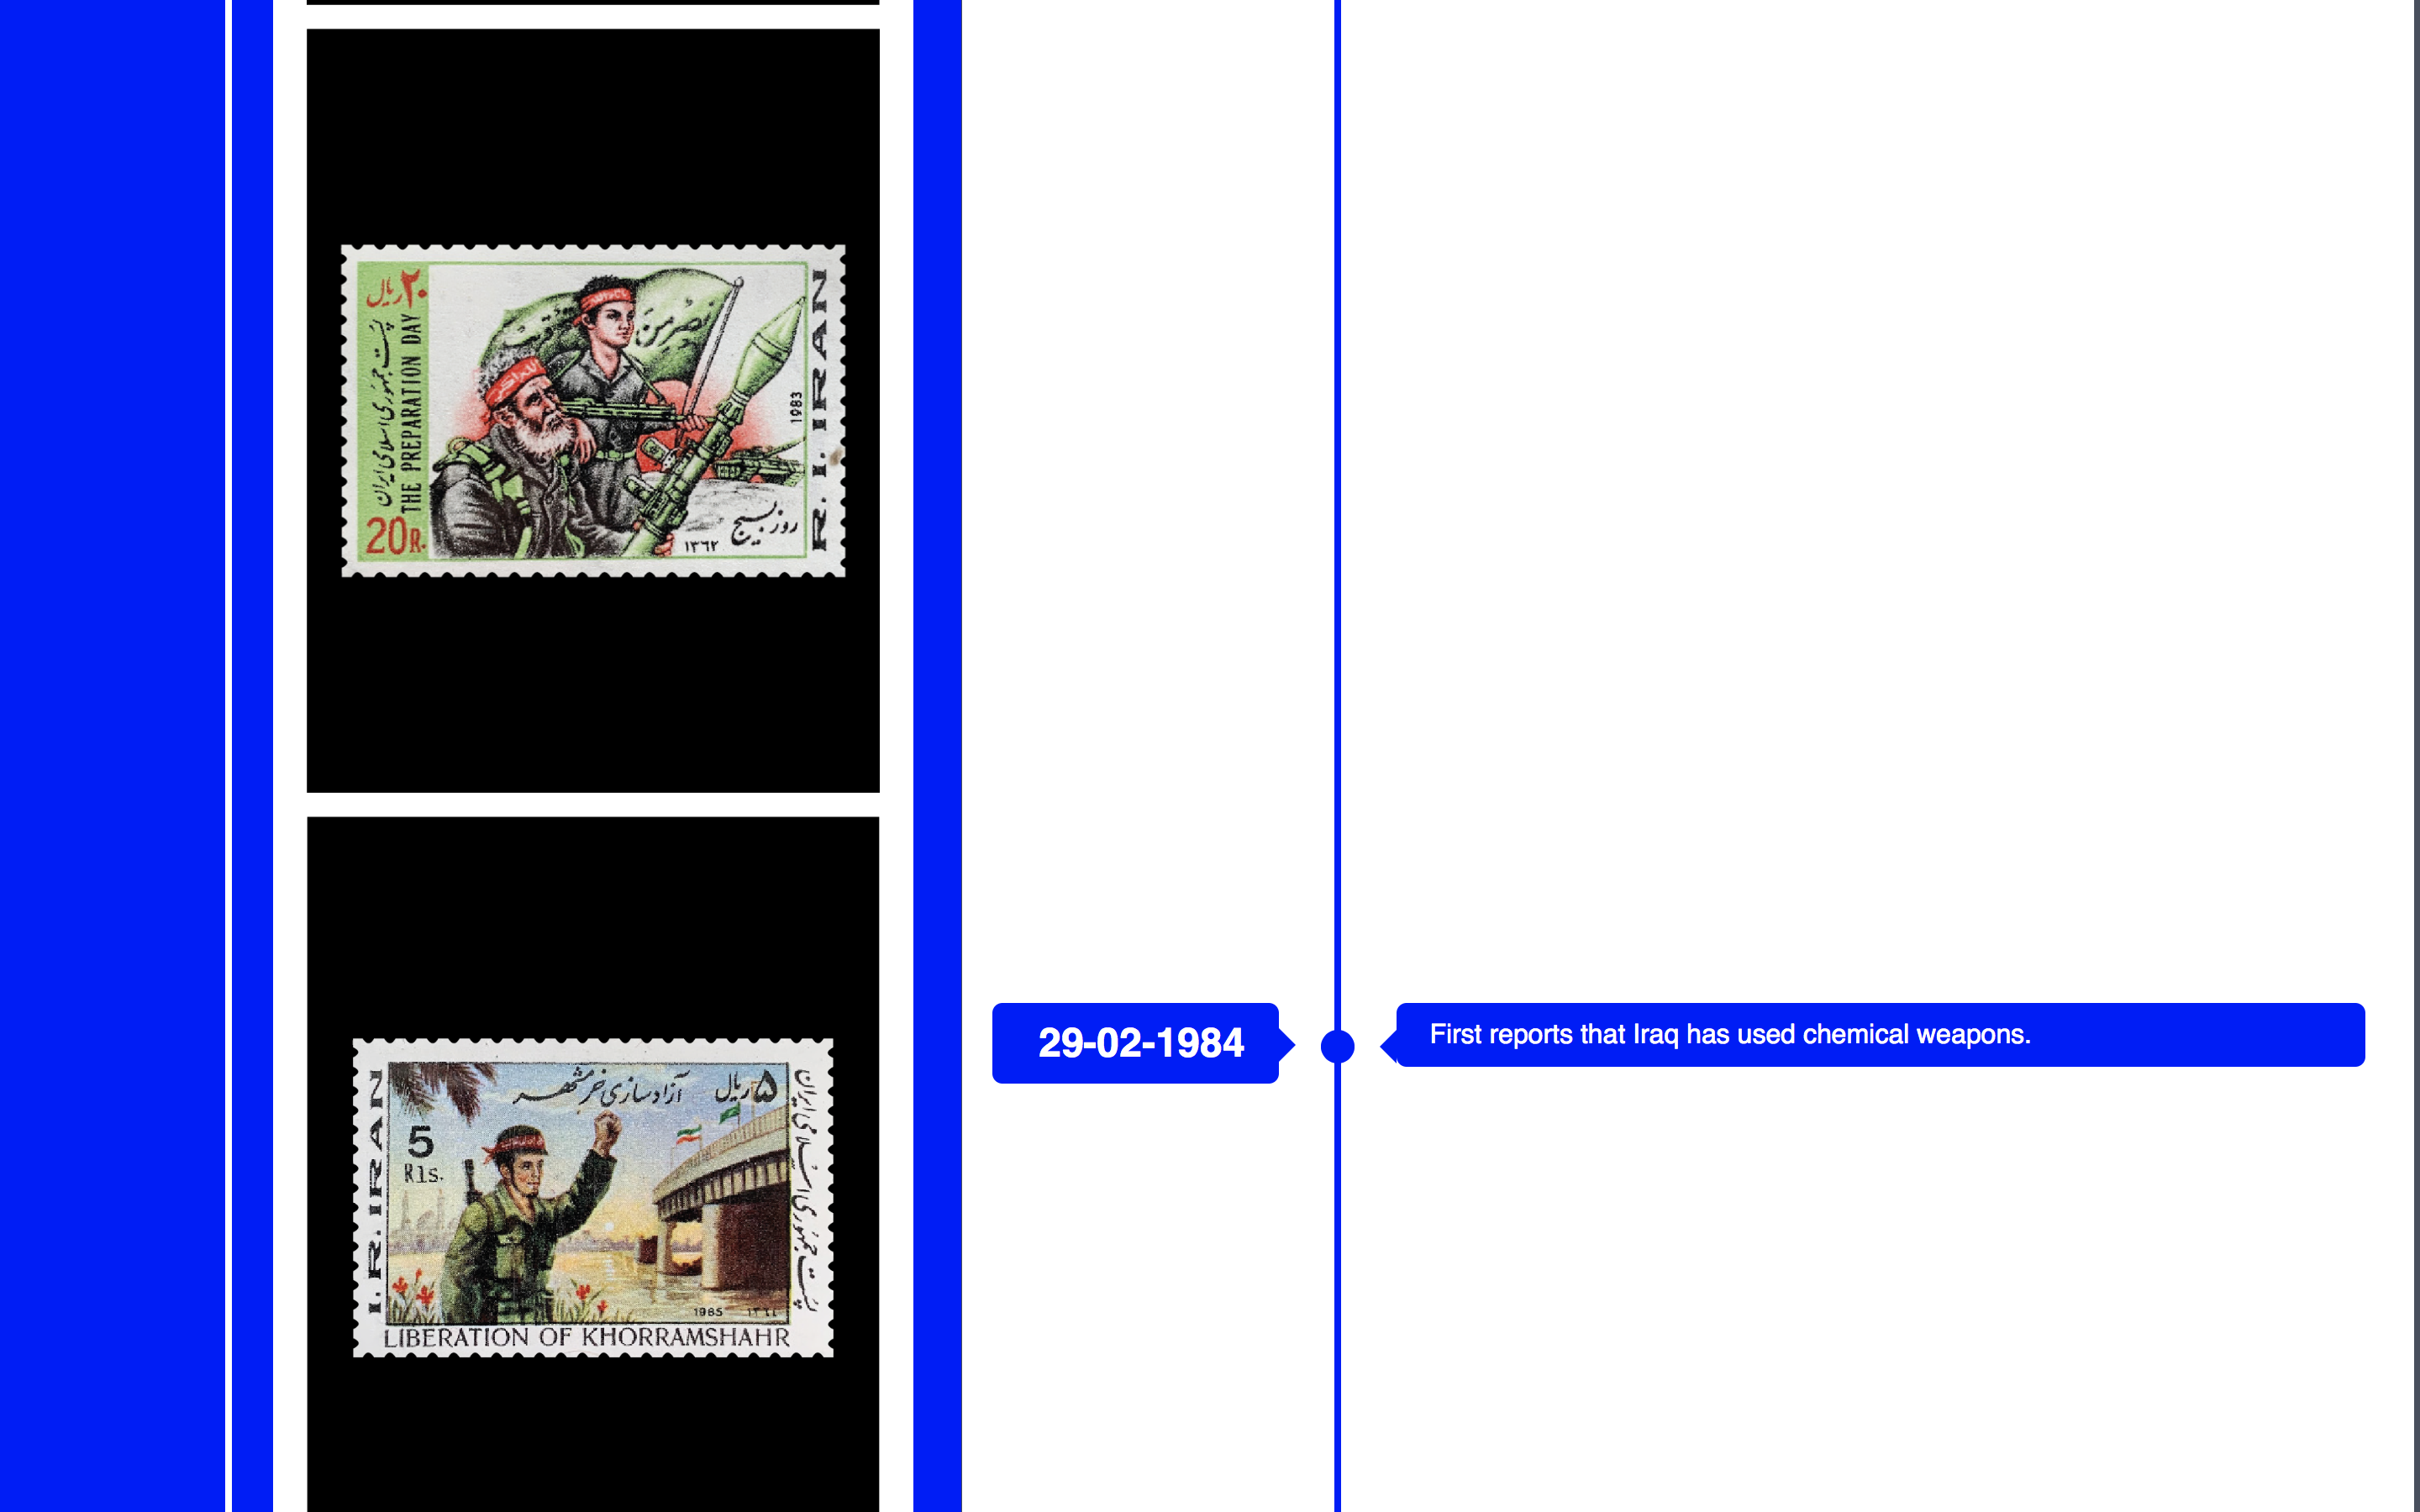 ۲۰ ریال
پست جمهوری اسلامی ایران
THE PREPARATION DAY
20R.
1983
R. I. IRAN
روز بسیج
۱۳۶۲
I.R.IRAN
آزادسازی خرمشهر
۵ ریال
5
Rls.
پست جمهوری اسلامی ایران
1985 ۱۳۶٤
LIBERATION OF KHORRAMSHAHR
29-02-1984
First reports that Iraq has used chemical weapons.